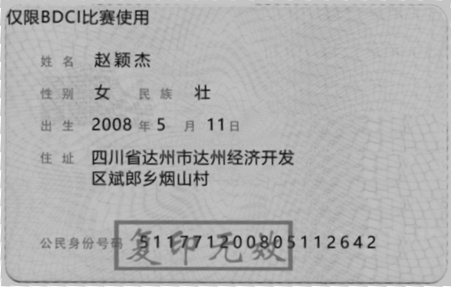 仅限BDCI比赛使用
姓名 赵颖杰
性别 女 民族 壮
出生 2008 年 5 月 11 日
住址 四川省达州市达州经济开发
区斌郎乡烟山村
公民身份号码 511771200805112642
复印无效